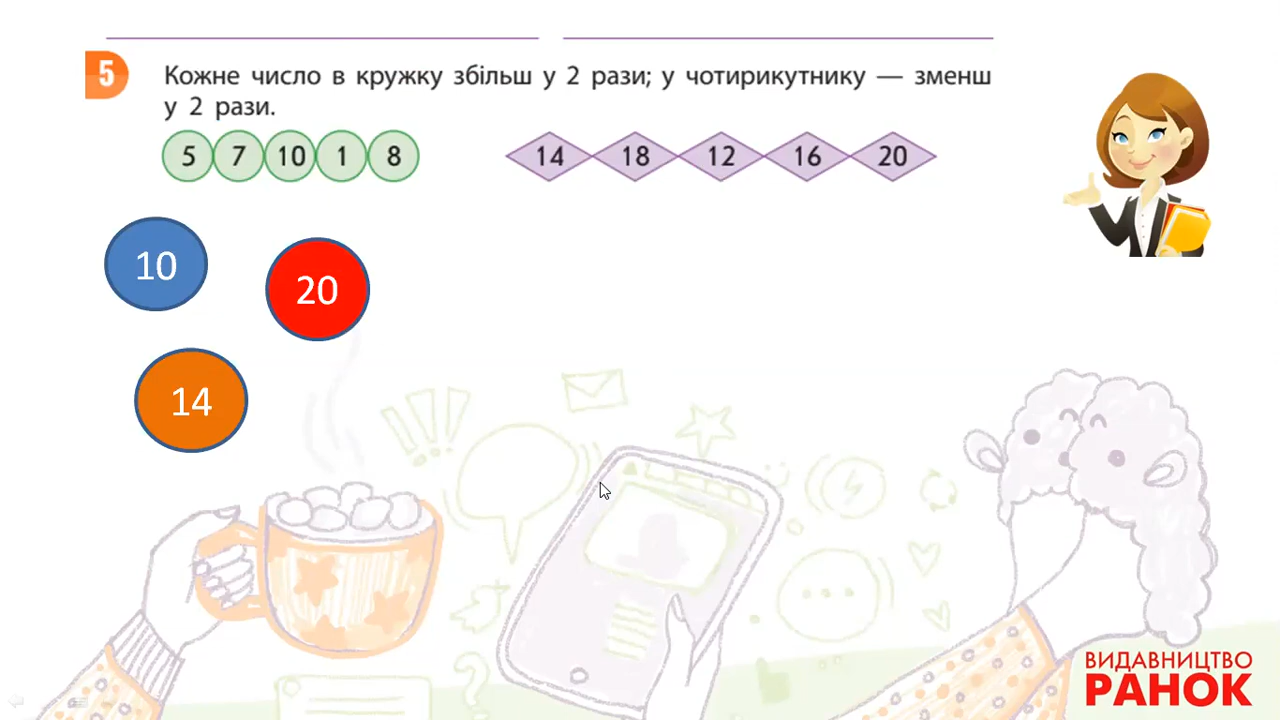 5
Кожне число в кружку збільш у 2 рази; у чотирикутнику — зменш
у 2 рази.
5 7 10 1 8 14 18 12 16 20
10
20
14
ВИДАВНИЦТВО
РАНОК